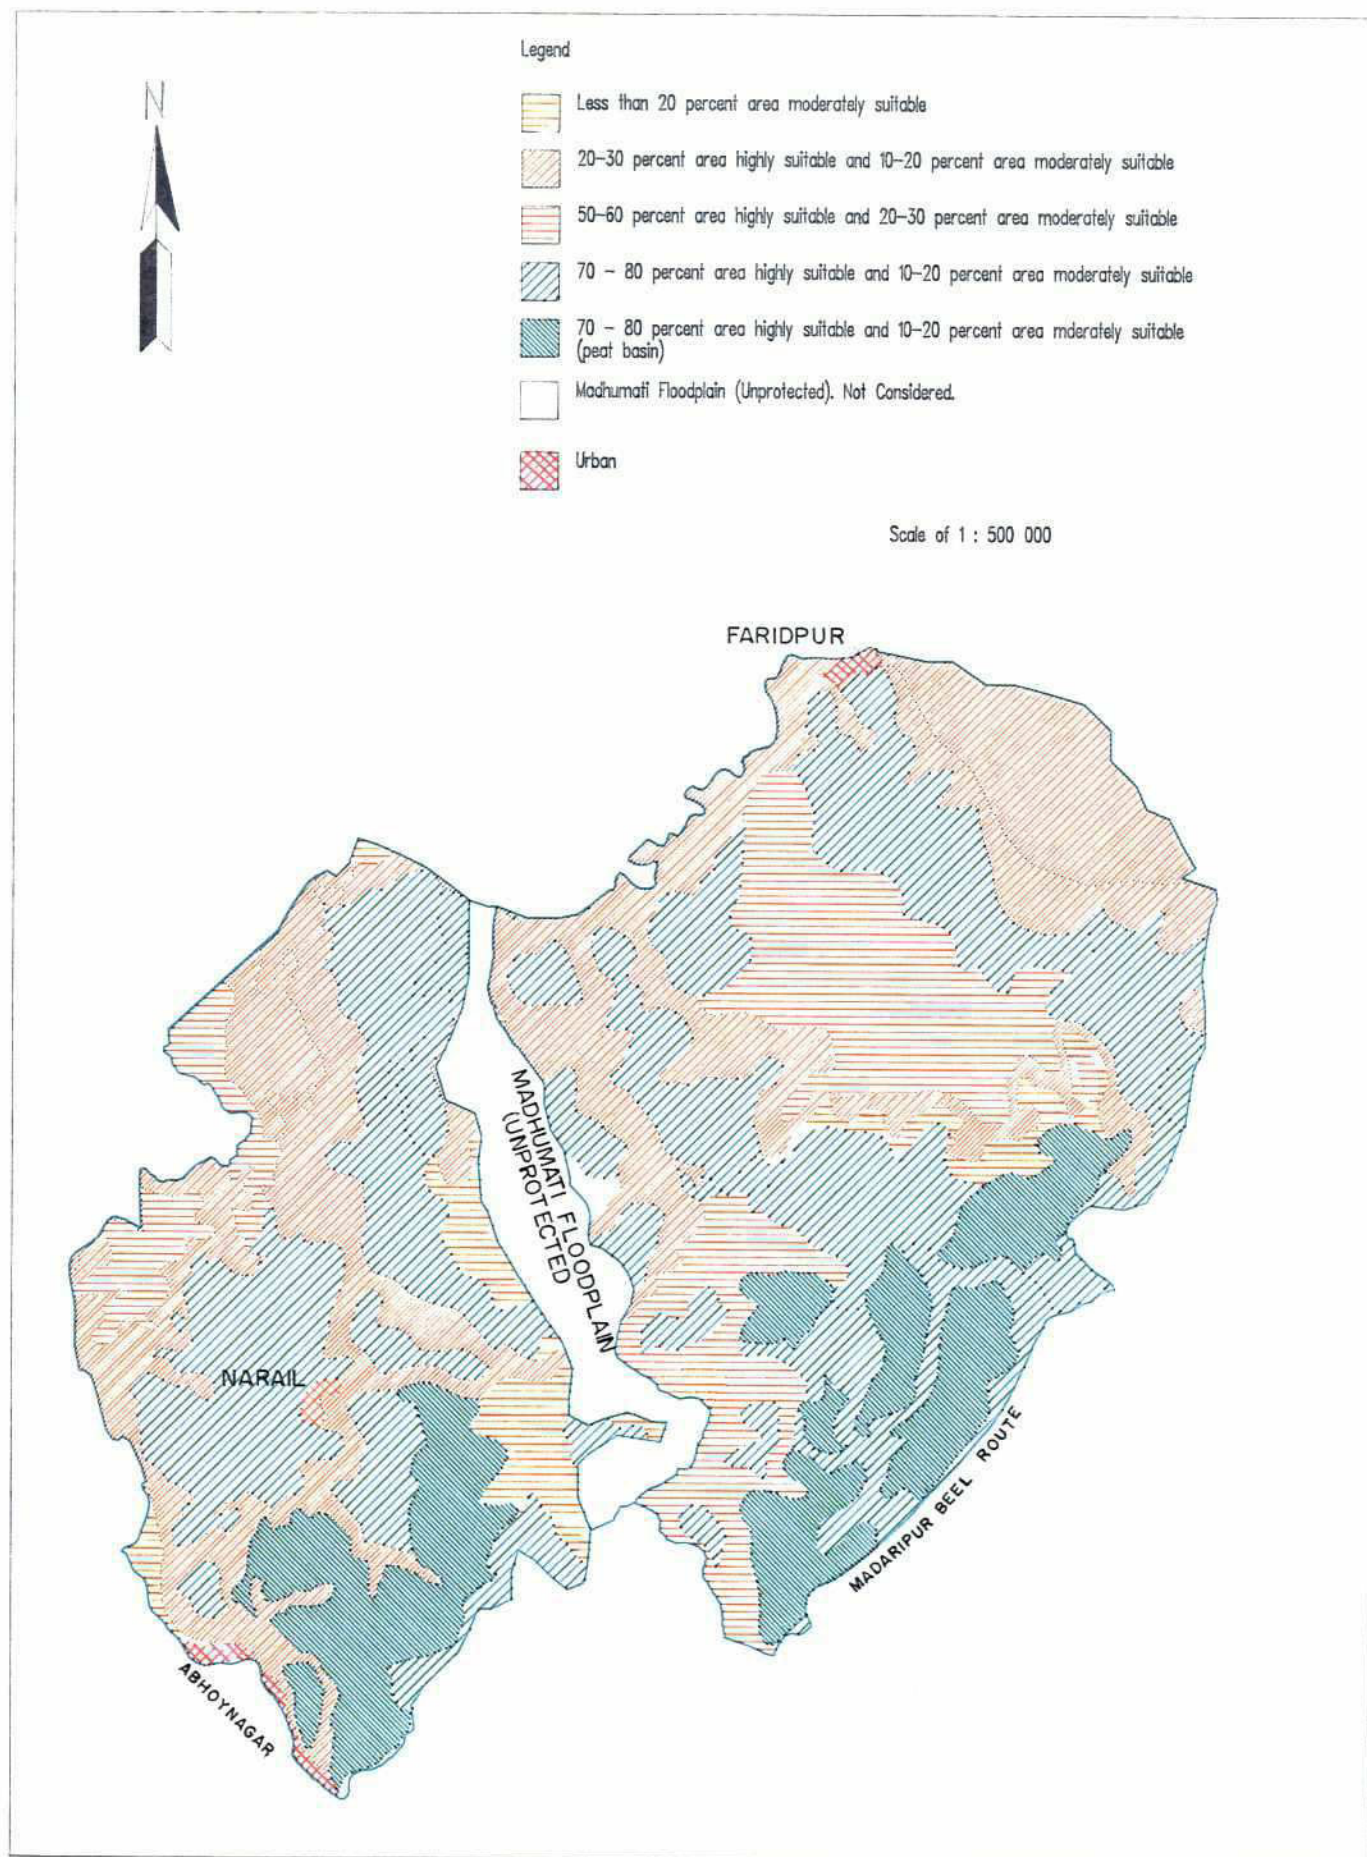 Legend
N
Less than 20 percent area moderately suitable
20-30 percent area highly suitable and 10-20 percent area moderately suitable
50-60 percent area highly suitable and 20-30 percent area moderately suitable
70 - 80 percent area highly suitable and 10-20 percent area moderately suitable
70 - 80 percent area highly suitable and 10-20 percent area mderately suitable
(peat basin)
Madhumati Floodplain (Unprotected). Not Considered.
Urban
Scale of 1 : 500 000
FARIDPUR
MADHUMATI FLOODPLAIN
(UNPROTECTED
NARAIL
MADARIPUR BEEL ROUTE
ABHOYNAGAR